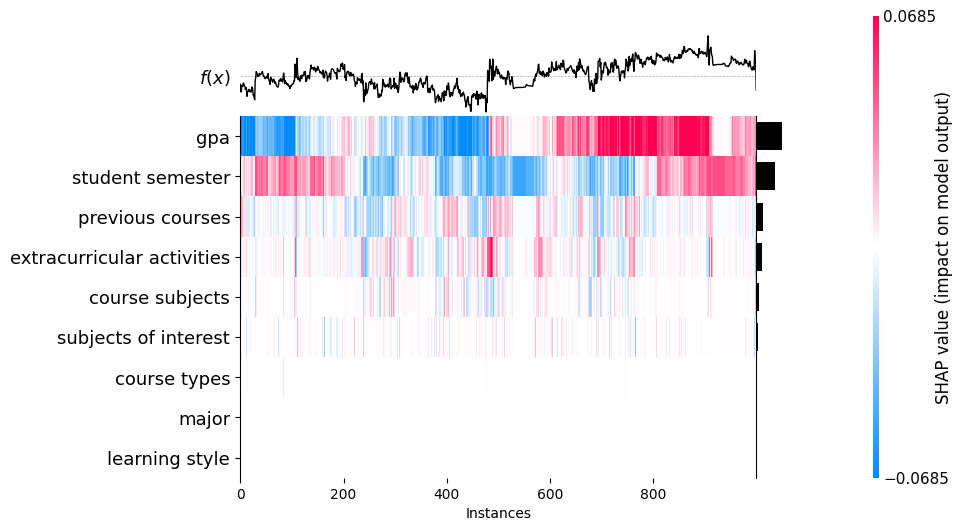 0.0685
f(x)
gpa
student semester
previous courses
extracurricular activities
course subjects
subjects of interest
course types
major
learning style
0
200
400
600
800
Instances
−0.0685
SHAP value (impact on model output)